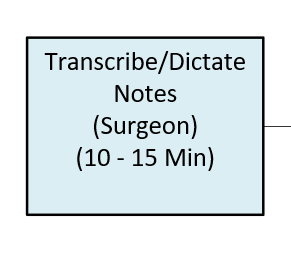 Transcribe/Dictate
Notes
(Surgeon)
(10 - 15 Min)